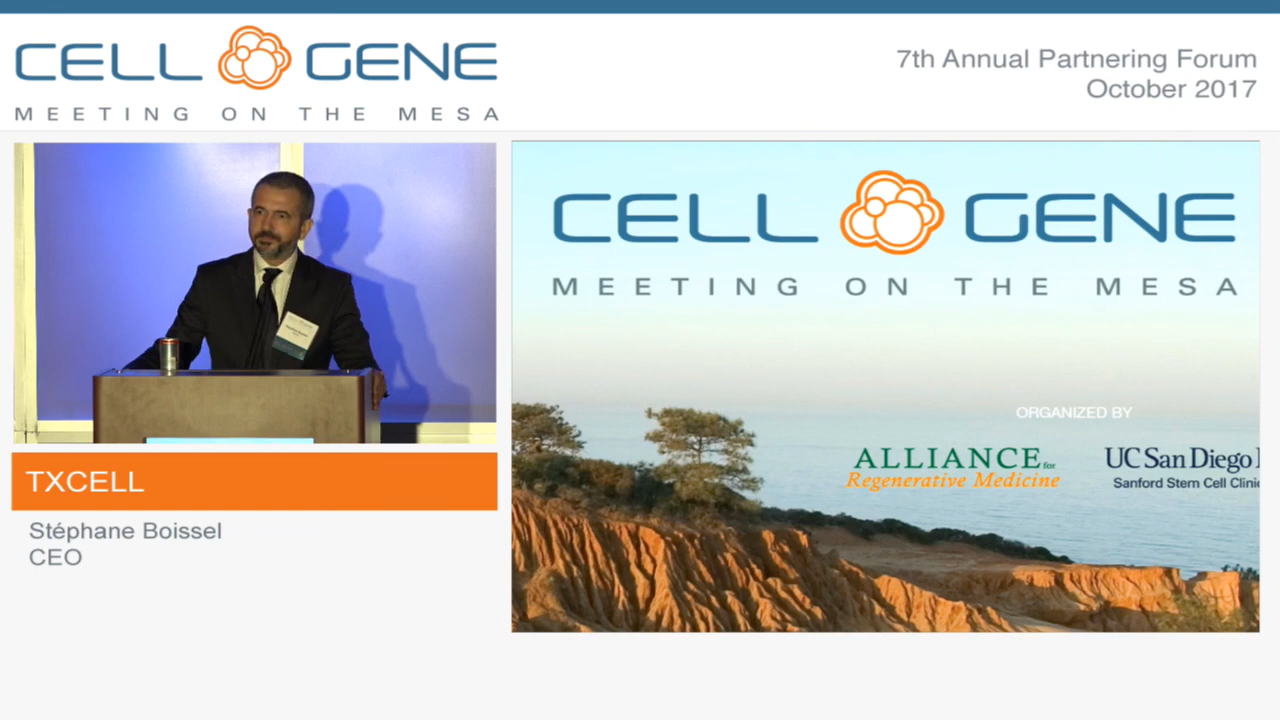 CELL GENE
MEETING ON THE MESA
7th Annual Partnering Forum
October 2017
CELL GENE
MEETING ON THE MESA
ORGANIZED BY
ALLIANCE for
Regenerative Medicine
UC San Diego
Sanford Stem Cell Clinic
TXCELL
Stéphane Boissel
CEO